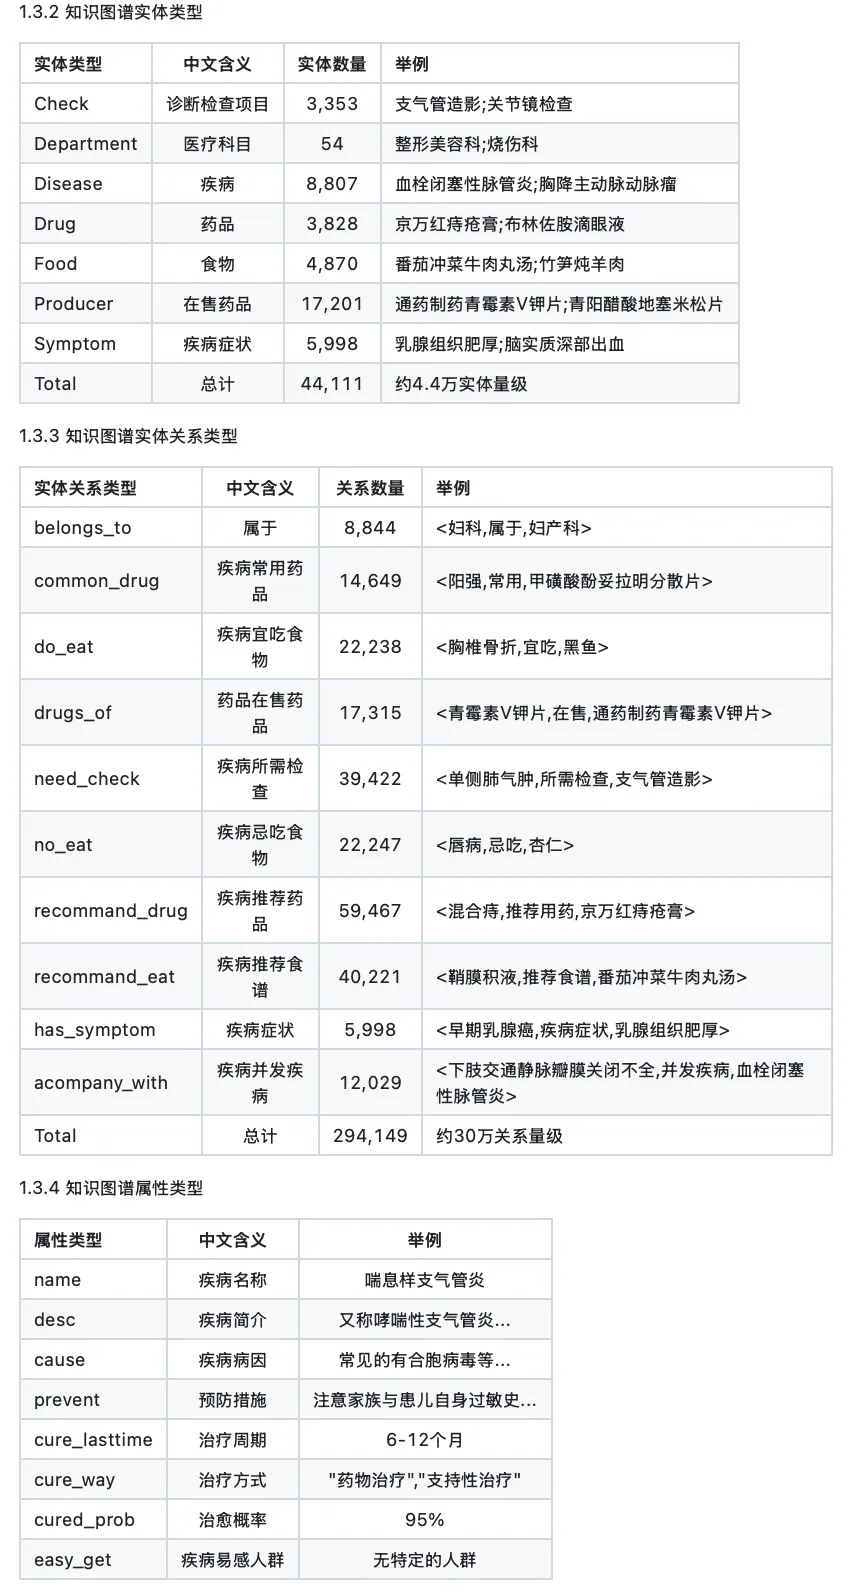 1.3.2 知识图谱实体类型
实体类型 中文含义 实体数量 举例
Check 诊断检查项目 3,353 支气管造影;关节镜检查
Department 医疗科目 54 整形美容科;烧伤科
Disease 疾病 8,807 血栓闭塞性脉管炎;胸降主动脉动脉瘤
Drug 药品 3,828 京万红痔疮膏;布林佐胺滴眼液
Food 食物 4,870 番茄冲菜牛肉丸汤;竹笋炖羊肉
Producer 在售药品 17,201 通药制药青霉素V钾片;青阳醋酸地塞米松片
Symptom 疾病症状 5,998 乳腺组织肥厚;脑实质深部出血
Total 总计 44,111 约4.4万实体量级
1.3.3 知识图谱实体关系类型
实体关系类型 中文含义 关系数量 举例
belongs_to 属于 8,844 <妇科,属于,妇产科>
common_drug 疾病常用药
品 14,649 <阳强,常用,甲磺酸酚妥拉明分散片>
do_eat 疾病宜吃食
物 22,238 <胸椎骨折,宜吃,黑鱼>
drugs_of 药品在售药
品 17,315 <青霉素V钾片,在售,通药制药青霉素V钾片>
need_check 疾病所需检
查 39,422 <单侧肺气肿,所需检查,支气管造影>
no_eat 疾病忌吃食
物 22,247 <唇病,忌吃,杏仁>
recommand_drug 疾病推荐药
品 59,467 <混合痔,推荐用药,京万红痔疮膏>
recommand_eat 疾病推荐食
谱 40,221 <鞘膜积液,推荐食谱,番茄冲菜牛肉丸汤>
has_symptom 疾病症状 5,998 <早期乳腺癌,疾病症状,乳腺组织肥厚>
acompany_with 疾病并发疾
病 12,029 <下肢交通静脉瓣膜关闭不全,并发疾病,血栓闭塞
性脉管炎>
Total 总计 294,149 约30万关系量级
1.3.4 知识图谱属性类型
属性类型 中文含义 举例
name 疾病名称 喘息样支气管炎
desc 疾病简介 又称哮喘性支气管炎...
cause 疾病病因 常见的有合胞病毒等...
prevent 预防措施 注意家族与患儿自身过敏史...
cure_lasttime 治疗周期 6-12个月
cure_way 治疗方式 "药物治疗","支持性治疗"
cured_prob 治愈概率 95%
easy_get 疾病易感人群 无特定的人群